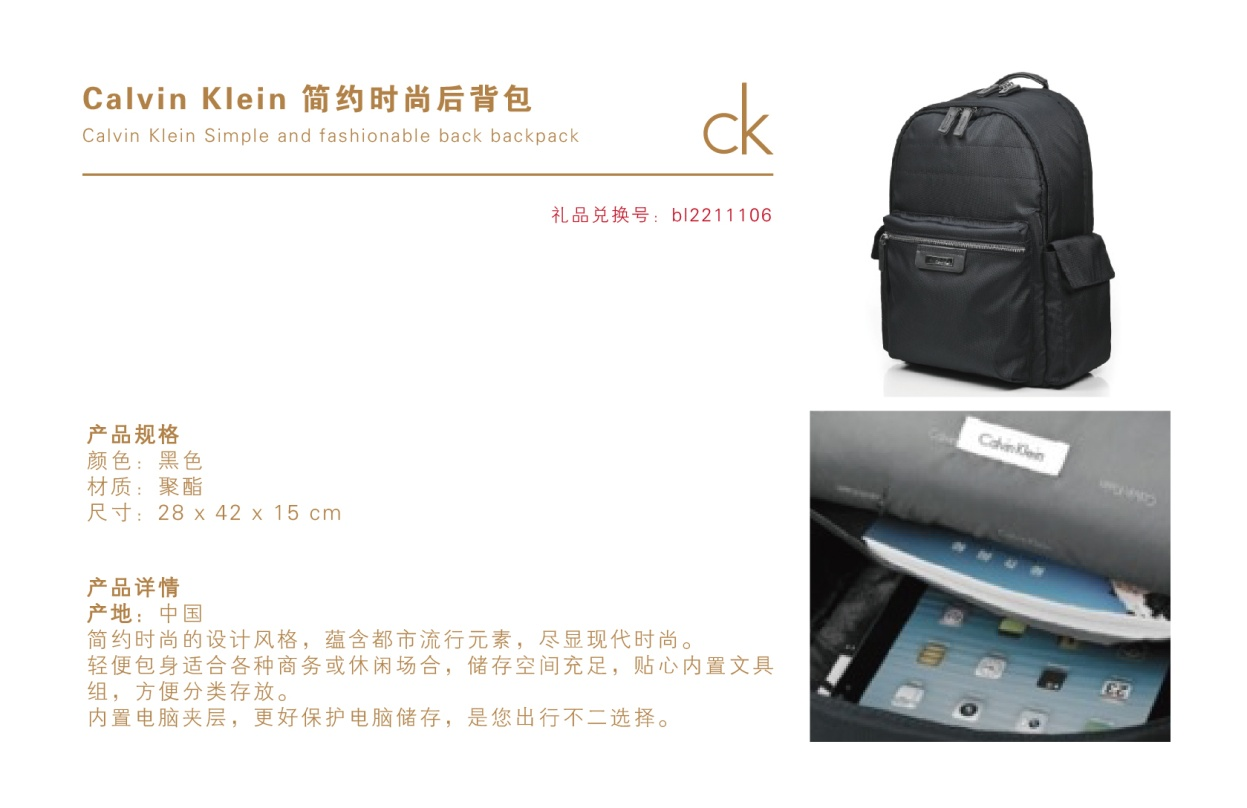 Calvin Klein 简约时尚后背包
Calvin Klein Simple and fashionable back backpack
ck
礼品兑换号：bl2211106
产品规格
颜色：黑色
材质：聚酯
尺寸：28 x 42 x 15 cm
产品详情
产地：中国
简约时尚的设计风格，蕴含都市流行元素，尽显现代时尚。
轻便包身适合各种商务或休闲场合，储存空间充足，贴心内置文具
组，方便分类存放。
内置电脑夹层，更好保护电脑储存，是您出行不二选择。
Calvin Klein
Calvin Klein